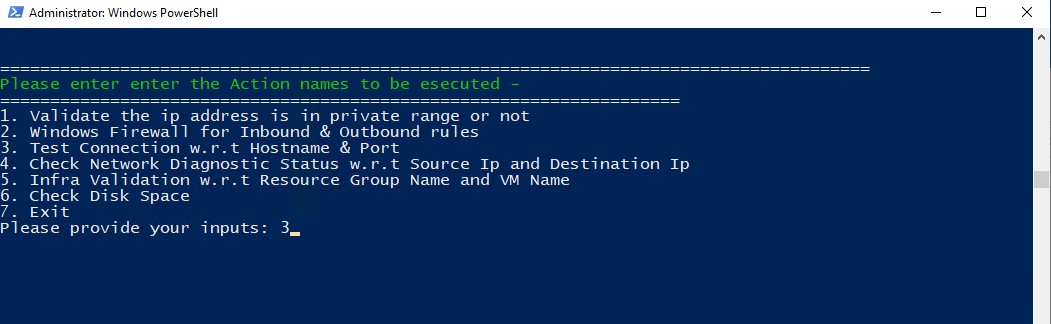 Administrator: Windows PowerShell
=======================================================================================
Please enter enter the Action names to be esecuted -
====================================================================
1. Validate the ip address is in private range or not
2. Windows Firewall for Inbound & Outbound rules
3. Test Connection w.r.t Hostname & Port
4. Check Network Diagnostic Status w.r.t Source Ip and Destination Ip
5. Infra Validation w.r.t Resource Group Name and VM Name
6. Check Disk Space
7. Exit
Please provide your inputs: 3_